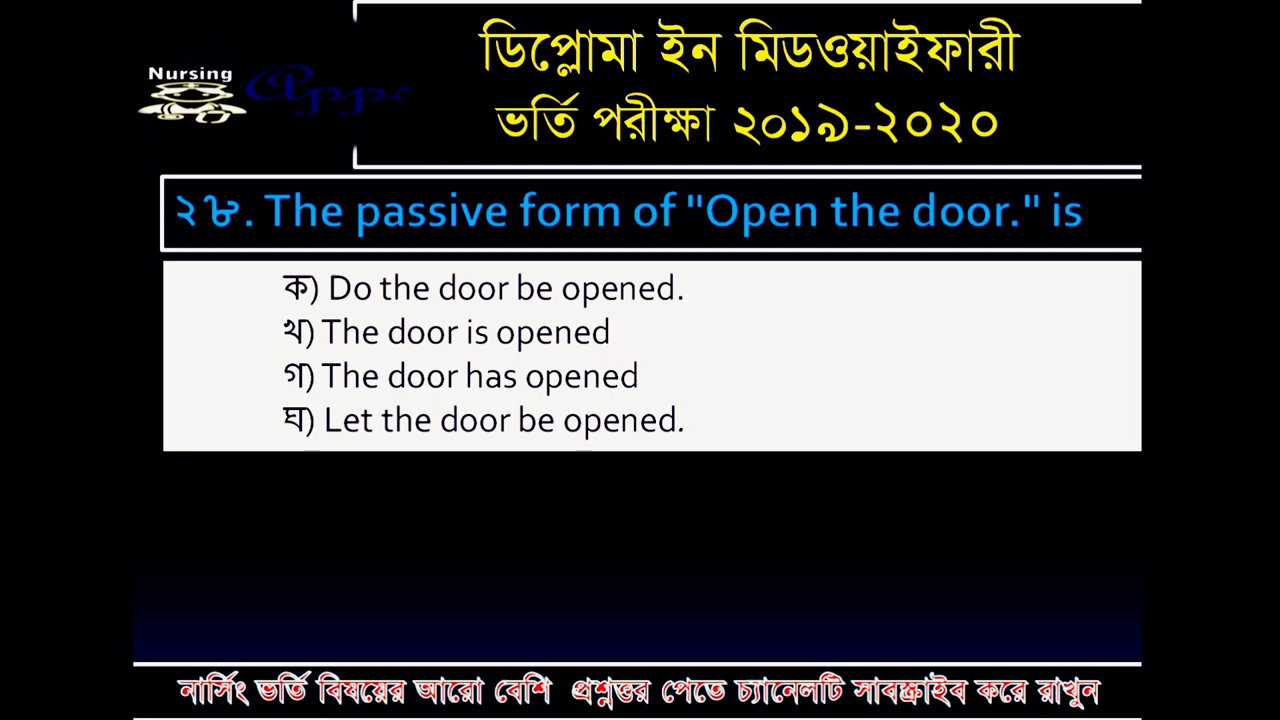 ডিপ্লোমা ইন মিডওয়াইফারী
ভর্তি পরীক্ষা ২০১৯-২০২০
Nursing
Apps
২৮. The passive form of "Open the door." is
ক) Do the door be opened.
খ) The door is opened
গ) The door has opened
ঘ) Let the door be opened.
নার্সিং ভর্তি বিষয়ের আরো বেশি প্রশ্নত্তর পেতে চ্যানেলটি সাবস্ক্রাইব করে রাখুন